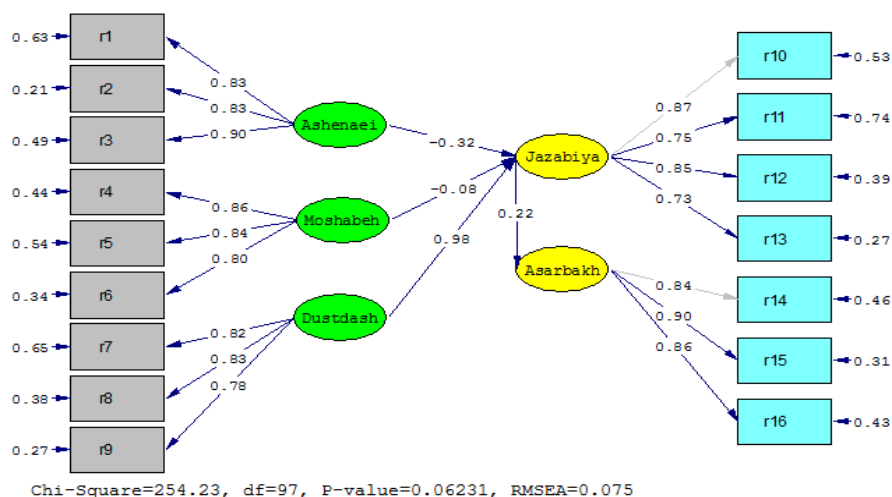 0.63 r1
0.21 r2
0.49 r3
0.44 r4
0.54 r5
0.34 r6
0.65 r7
0.38 r8
0.27 r9
0.83
0.83
0.90
0.86
0.84
0.80
0.82
0.83
0.78
Ashenaei
Moshabeh
Dustdash
-0.32
-0.08
0.98
Jazabiya
0.22
Asarbakh
0.87
0.75
0.85
0.73
0.84
0.90
0.86
r10 0.53
r11 0.74
r12 0.39
r13 0.27
r14 0.46
r15 0.31
r16 0.43
Chi-Square=254.23, df=97, P-value=0.06231, RMSEA=0.075